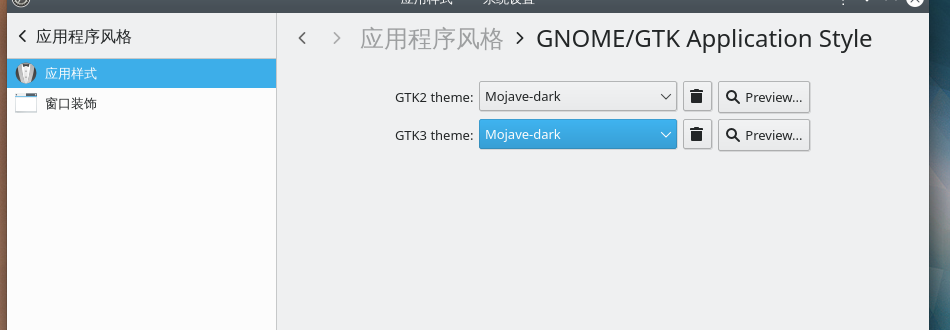 应用样式 — 系统设置
应用程序风格
应用程序风格 > GNOME/GTK Application Style
应用样式
窗口装饰
GTK2 theme: Mojave-dark Preview...
GTK3 theme: Mojave-dark Preview...